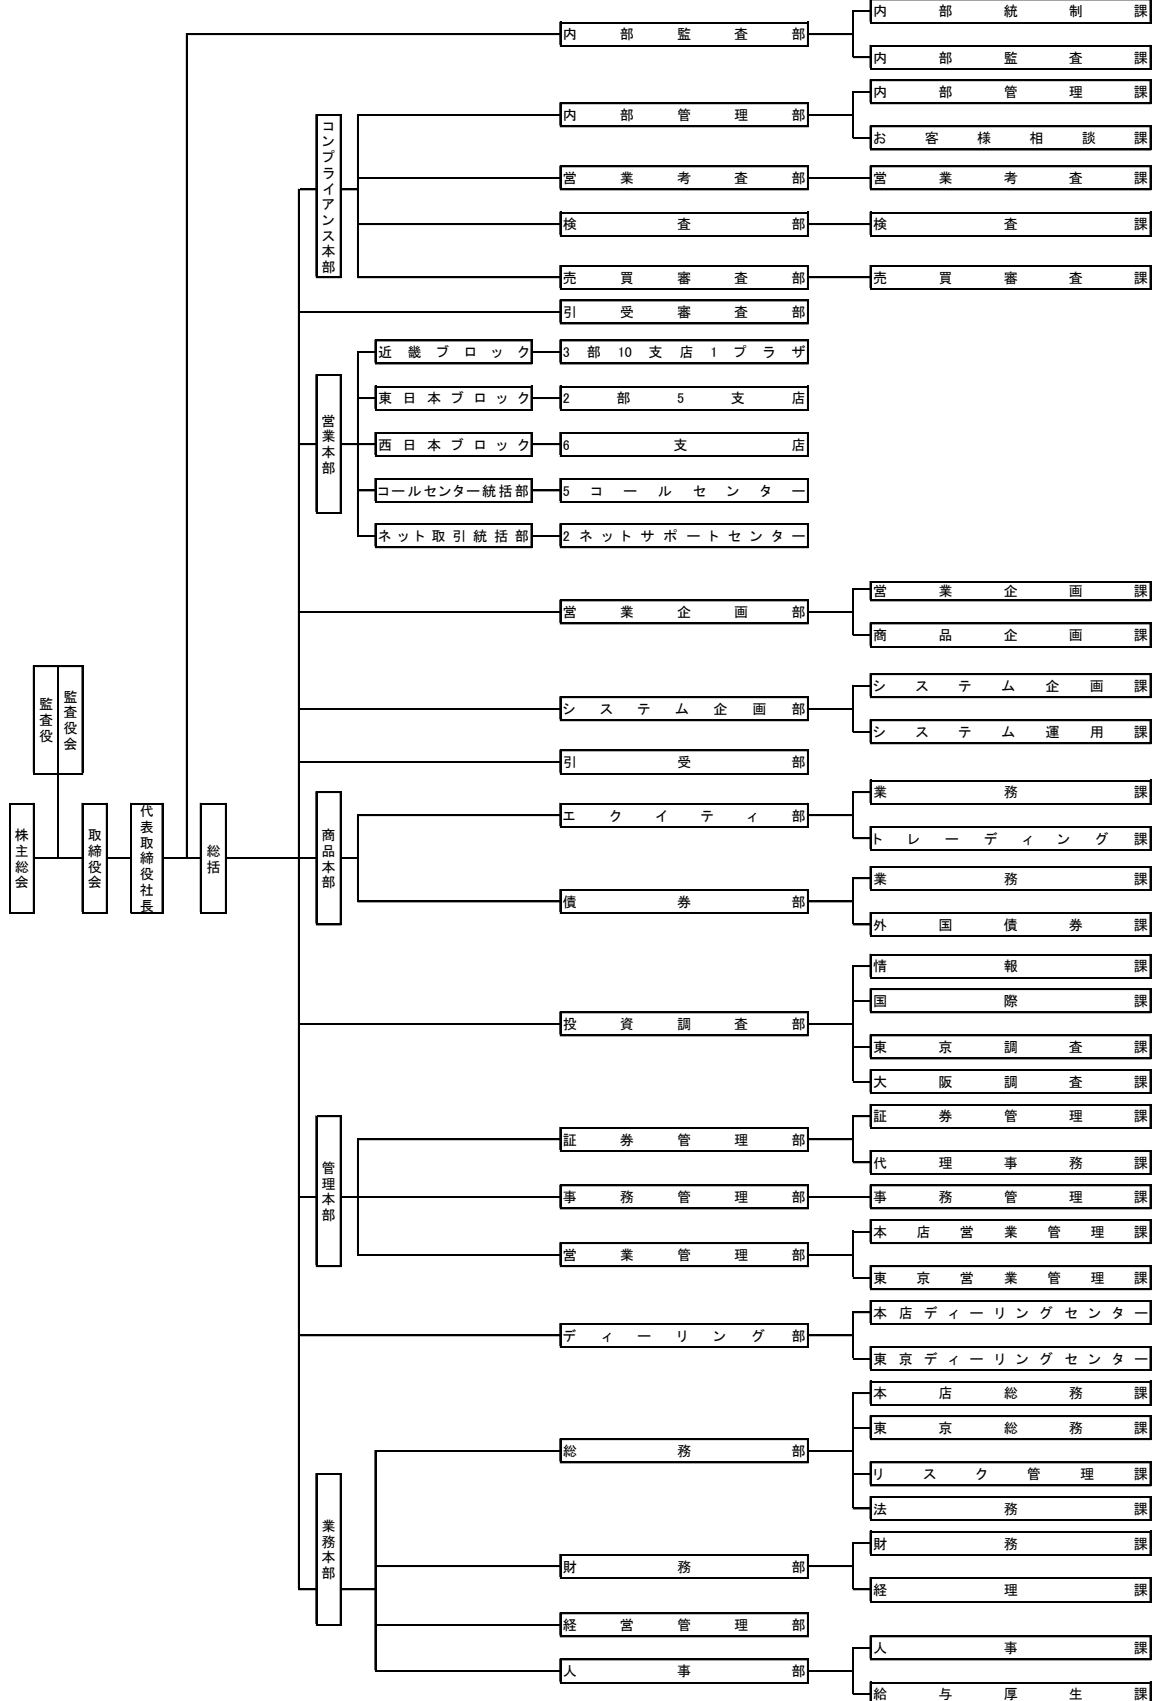 内部統制課
内部監査部
内部監査課
内部管理課
コンプライアンス本部
内部管理部
お客様相談課
営業考査部
営業考査課
検査部
検査課
売買審査部
売買審査課
引受審査部
近畿ブロック
3部10支店1プラザ
営業本部
東日本ブロック
2部5支店
西日本ブロック
6支店
コールセンター統括部
5コールセンター
ネット取引統括部
2ネットサポートセンター
営業企画課
営業企画部
商品企画課
監査役
監査役会
システム企画課
システム企画部
システム運用課
引受部
株主総会
取締役会
代表取締役社長
総括
商品本部
業務課
エクイティ部
トレーディング課
業務課
債券部
外国債券課
情報課
国際課
投資調査部
東京調査課
大阪調査課
管理本部
証券管理課
証券管理部
代理事務課
事務管理部
事務管理課
本店営業管理課
営業管理部
東京営業管理課
本店ディーリングセンター
ディーリング部
東京ディーリングセンター
本店総務課
東京総務課
総務部
リスク管理課
法務課
業務本部
財務課
財務部
経理課
経営管理部
人事課
人事部
給与厚生課